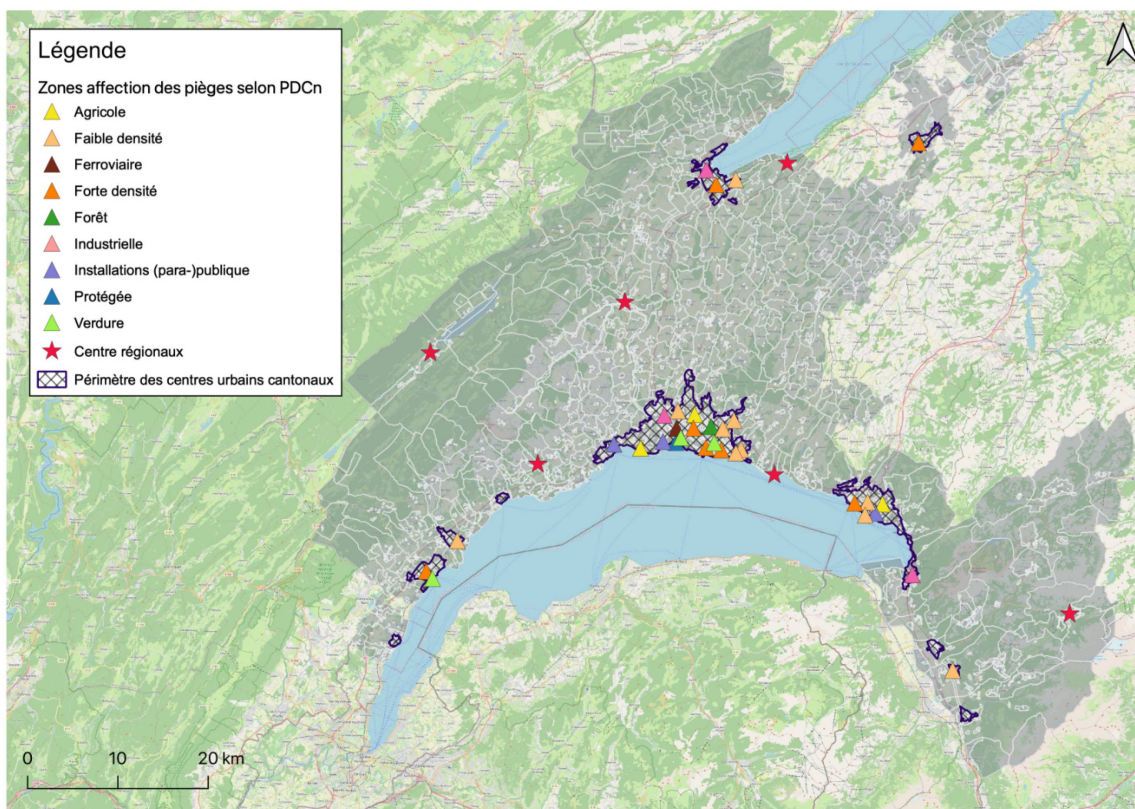 Légende
Zones affection des pièges selon PDCn
Agricole
Faible densité
Ferroviaire
Forte densité
Forêt
Industrielle
Installations (para-)publique
Protégée
Verdure
Centre régionaux
Périmètre des centres urbains cantonaux
0 10 20 km